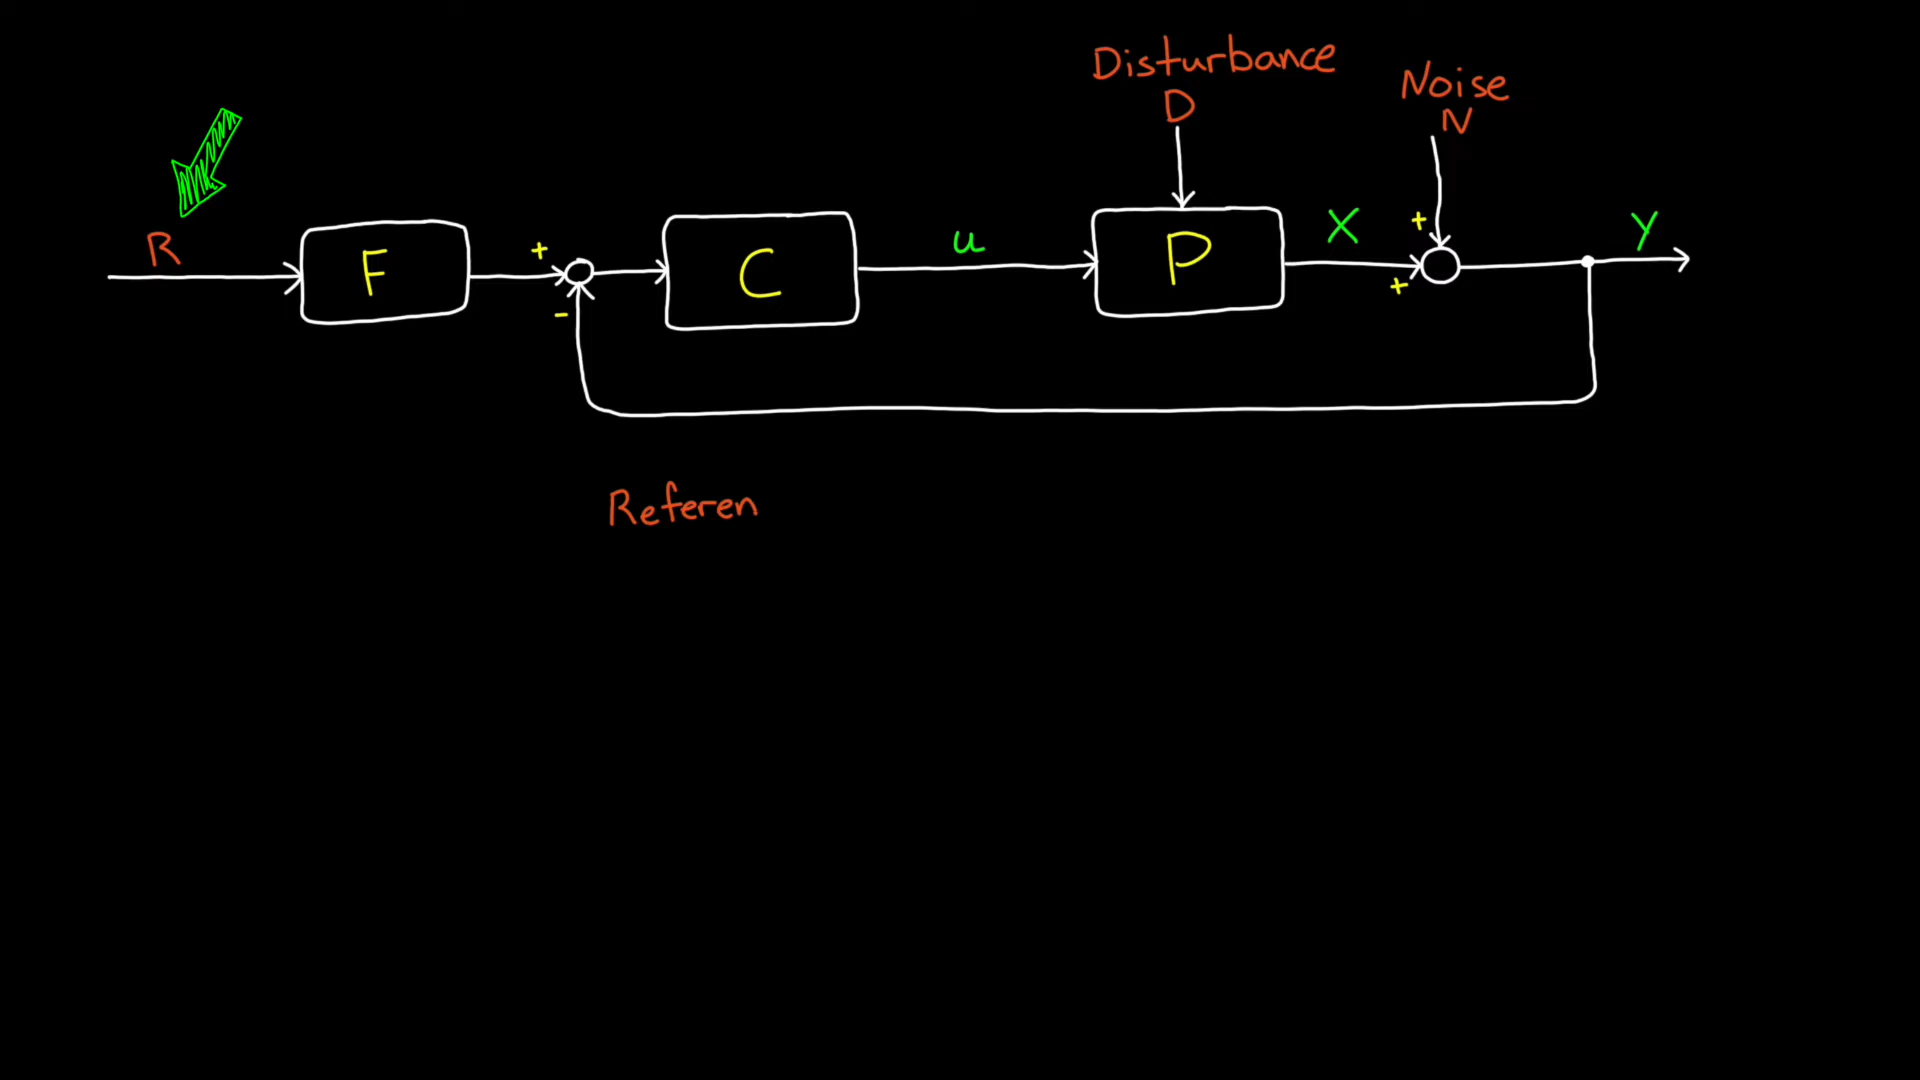 Disturbance
D
Noise
N
R
F
+
-
C
u
P
X
+
+
Y
Referen